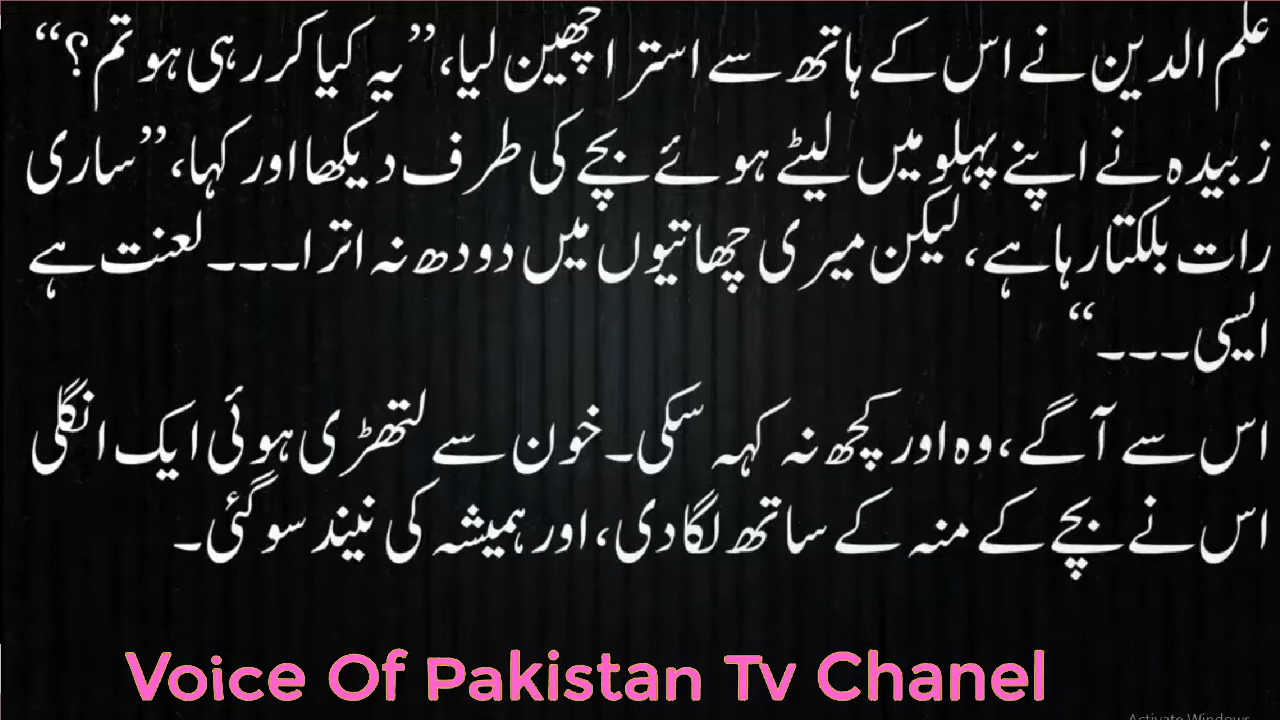 علم الدین نے اس کے ہاتھ سے استرا چھین لیا، ”یہ کیا کر رہی ہو تم؟“
زبیدہ نے اپنے پہلو میں لیٹے ہوئے بچے کی طرف دیکھا اور کہا، ”ساری
رات بلکتا رہا ہے، لیکن میری چھاتیوں میں دودھ نہ اترا۔۔۔ لعنت ہے
ایسی۔۔۔“
اس سے آگے، وہ اور کچھ نہ کہہ سکی۔ خون سے لتھڑی ہوئی ایک انگلی
اس نے بچے کے منہ کے ساتھ لگا دی، اور ہمیشہ کی نیند سو گئی۔
Voice Of Pakistan Tv Chanel
Activate Windows